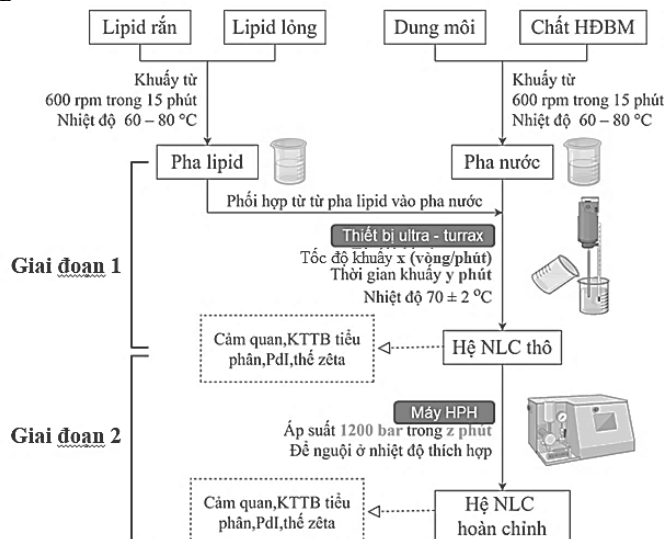 Lipid rắn
Lipid lỏng
Dung môi
Chất HĐBM
Khuấy từ
600 rpm trong 15 phút
Nhiệt độ 60 – 80 °C
Khuấy từ
600 rpm trong 15 phút
Nhiệt độ 60 – 80 °C
Pha lipid
Pha nước
Phối hợp từ từ pha lipid vào pha nước
Thiết bị ultra - turrax
Tốc độ khuấy x (vòng/phút)
Thời gian khuấy y phút
Nhiệt độ 70 ± 2 °C
Giai đoạn 1
Cảm quan,KTTB tiểu
phân,PdI,thế zêta
Hệ NLC thô
Máy HPH
Áp suất 1200 bar trong z phút
Để nguội ở nhiệt độ thích hợp
Giai đoạn 2
Cảm quan,KTTB tiểu
phân,PdI,thế zêta
Hệ NLC
hoàn chỉnh